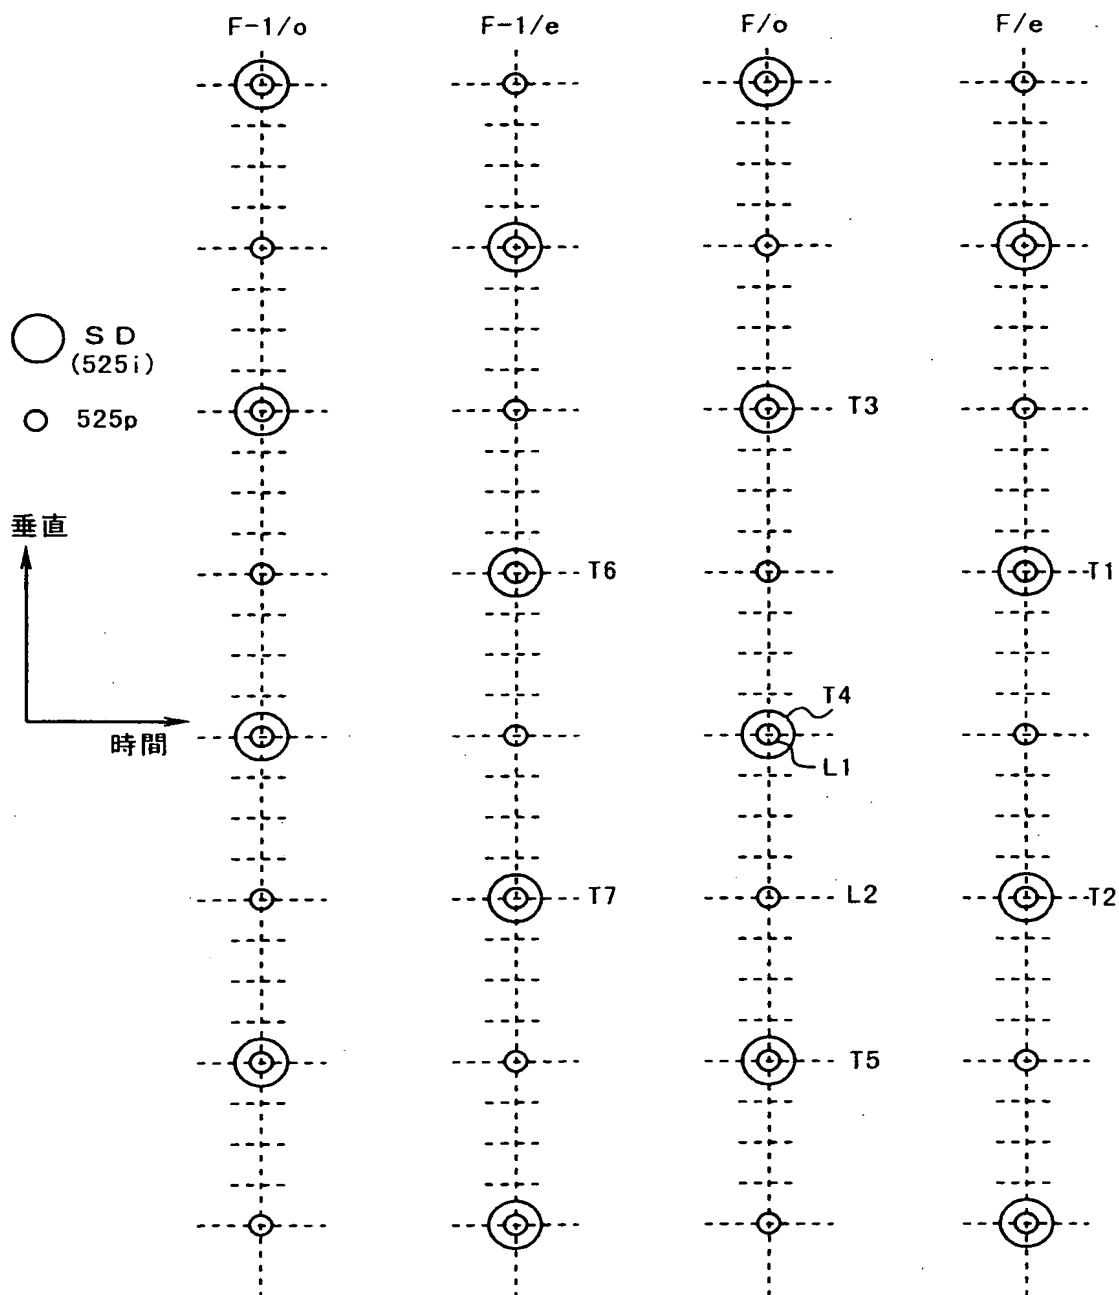 F-1/o F-1/e F/o F/e
SD
(525i)
525p
T3
垂直
T6 T1
T4
時間
L1
T7 L2 T2
T5